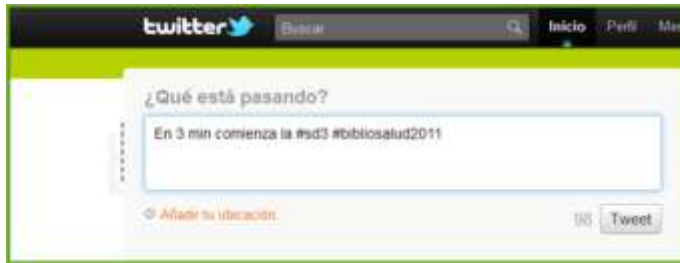 twitter Buscar Inicio Perfil Men
¿Qué está pasando?
En 3 min comienza la #sd3 #bibliosalud2011
Añadir tu ubicación.
98 Tweet